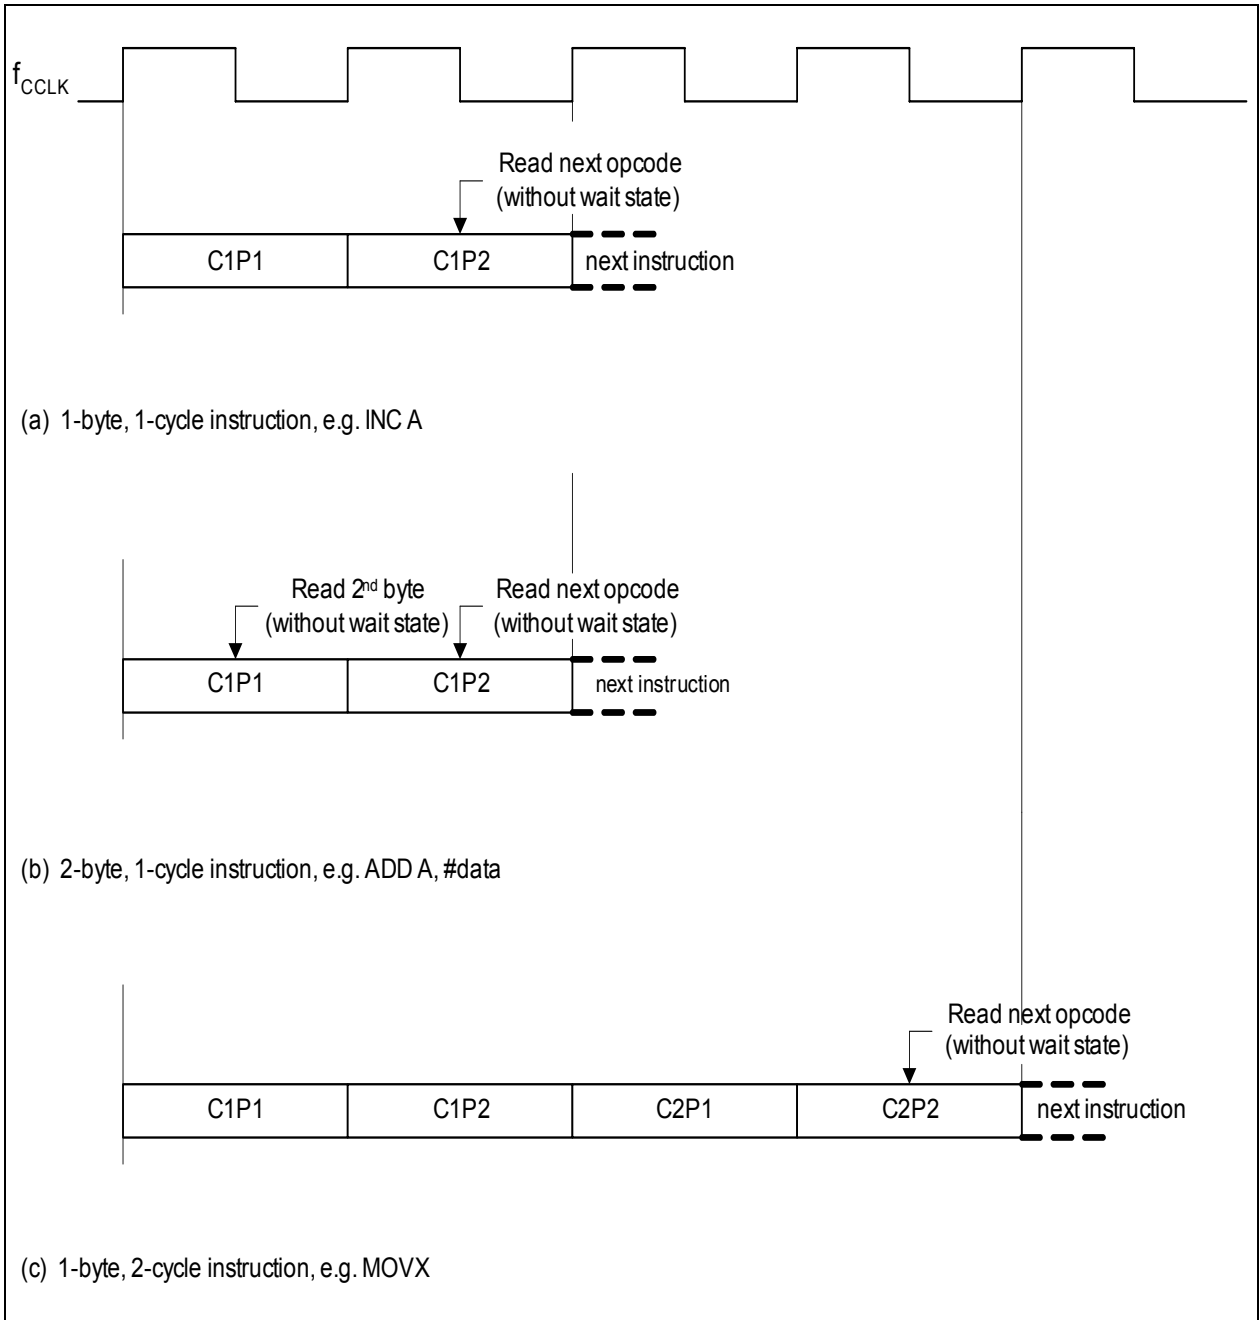 fCCLK
Read next opcode
(without wait state)
C1P1 C1P2 next instruction
(a) 1-byte, 1-cycle instruction, e.g. INC A
Read 2nd byte Read next opcode
(without wait state) (without wait state)
C1P1 C1P2 next instruction
(b) 2-byte, 1-cycle instruction, e.g. ADD A, #data
Read next opcode
(without wait state)
C1P1 C1P2 C2P1 C2P2 next instruction
(c) 1-byte, 2-cycle instruction, e.g. MOVX